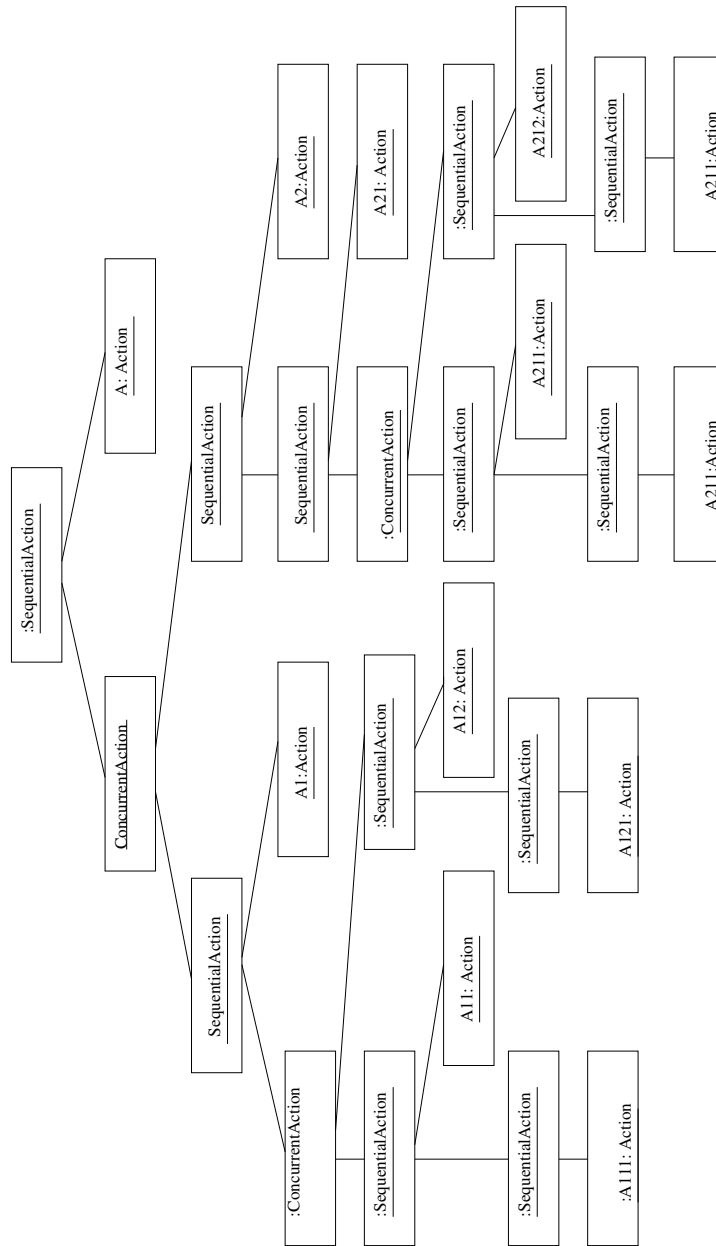 :SequentialAction
ConcurrentAction
A: Action
SequentialAction
SequentialAction
:ConcurrentAction
A1:Action
SequentialAction
A2:Action
:SequentialAction
:SequentialAction
:ConcurrentAction
A21: Action
A11: Action
A12: Action
:SequentialAction
:SequentialAction
:SequentialAction
:SequentialAction
A211:Action
A212:Action
:A111: Action
A121: Action
:SequentialAction
:SequentialAction
A211:Action
A211:Action